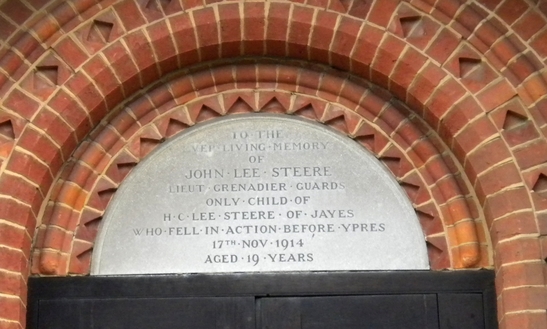 TO THE
EVER·LIVING·MEMORY
OF
JOHN·LEE·STEERE
LIEUT·GRENADIER·GUARDS
ONLY·CHILD·OF
H·C·LEE·STEERE·OF·JAYES
WHO·FELL·IN·ACTION·BEFORE·YPRES
17TH·NOV·1914
AGED·19·YEARS